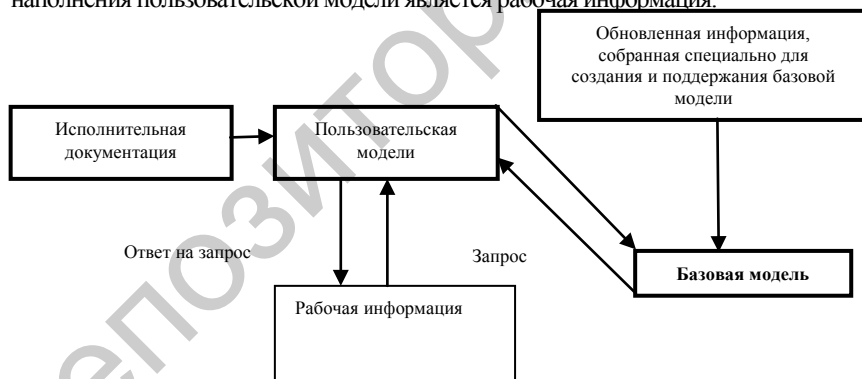 наполнения пользовательской модели является рабочая информация.
Обновленная информация,
собранная специально для
создания и поддержания базовой
модели
Исполнительная
документация
Пользовательская
модели
Ответ на запрос
Запрос
Базовая модель
Рабочая информация